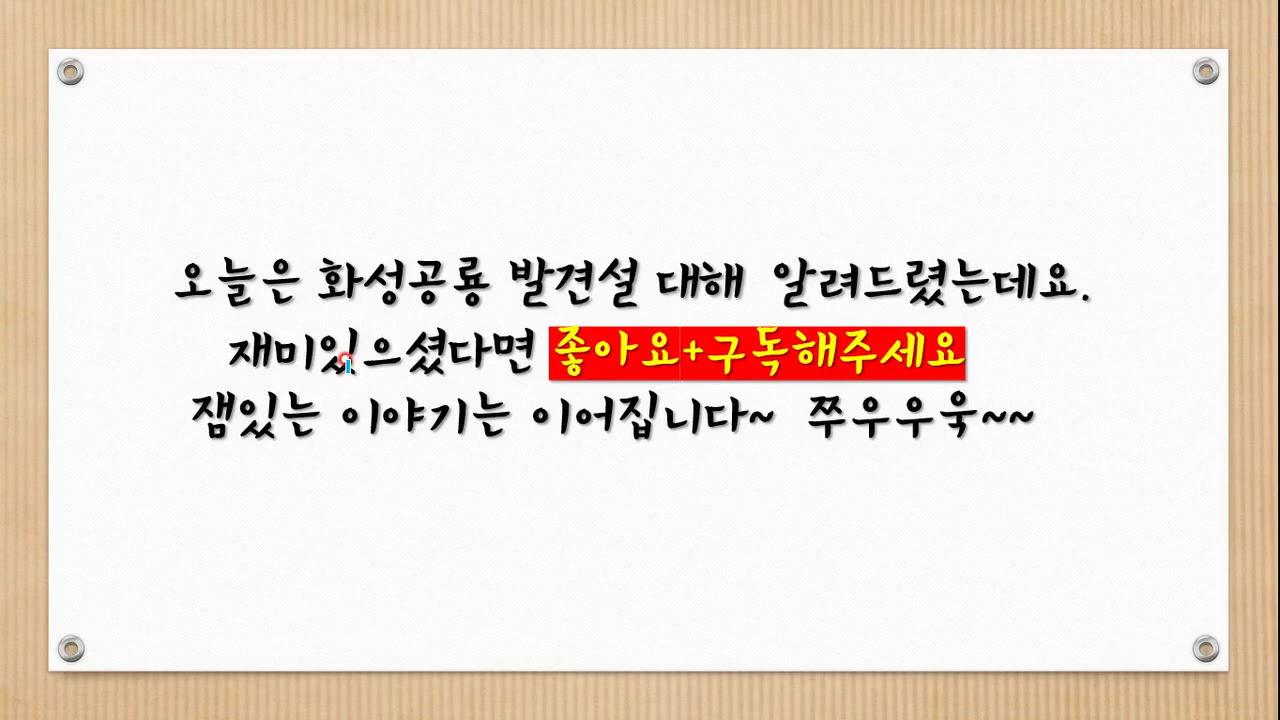 오늘은 화성공룡 발견설 대해 알려드렸는데요.
재미있으셨다면 좋아요+구독해주세요
잼있는 이야기는 이어집니다~ 쭈우우욱~~